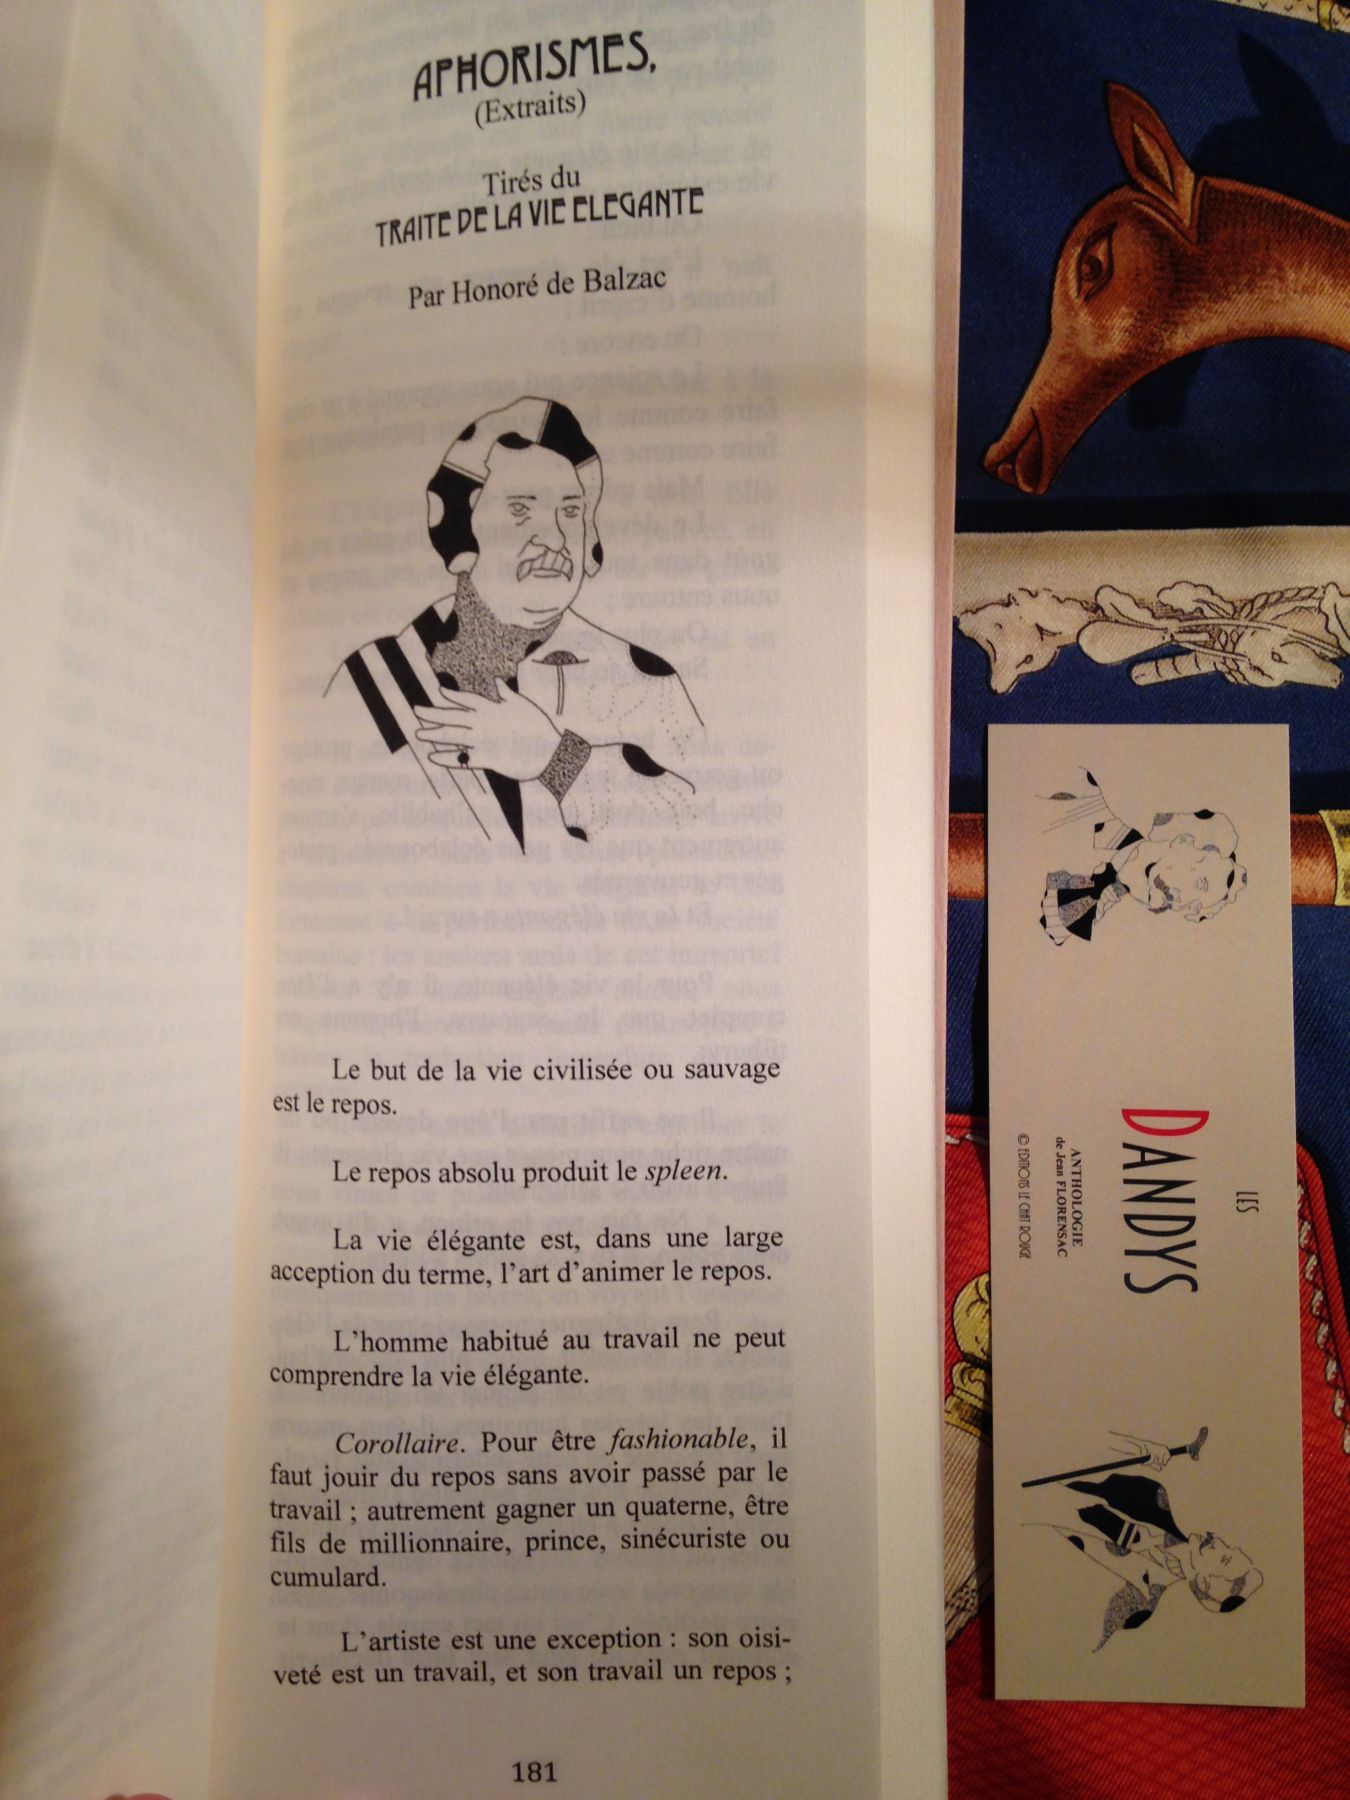 APHORISMES,
(Extraits)
Tirés du
TRAITE DE LA VIE ELEGANTE
Par Honoré de Balzac
Le but de la vie civilisée ou sauvage
est le repos.
Le repos absolu produit le spleen.
La vie élégante est, dans une large
acception du terme, l’art d’animer le repos.
L’homme habitué au travail ne peut
comprendre la vie élégante.
Corollaire. Pour être fashionable, il
faut jouir du repos sans avoir passé par le
travail ; autrement gagner un quaterne, être
fils de millionnaire, prince, sinécuriste ou
cumulard.
L’artiste est une exception : son oisi-
veté est un travail, et son travail un repos ;
181
LES
DANDYS
ANTHOLOGIE
de Jean FLORENSAC
© EDITIONS LE CHAT ROUGE